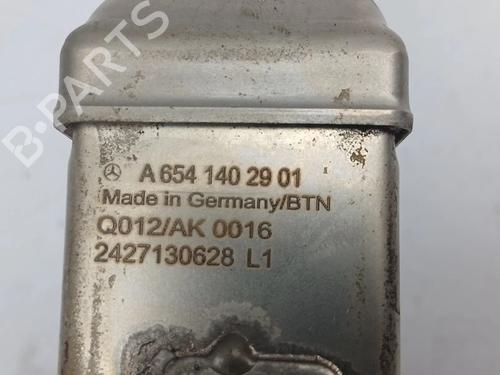 B-PARTS
A 654 140 29 01
Made in Germany/BTN
Q012/AK 0016
2427130628 L1